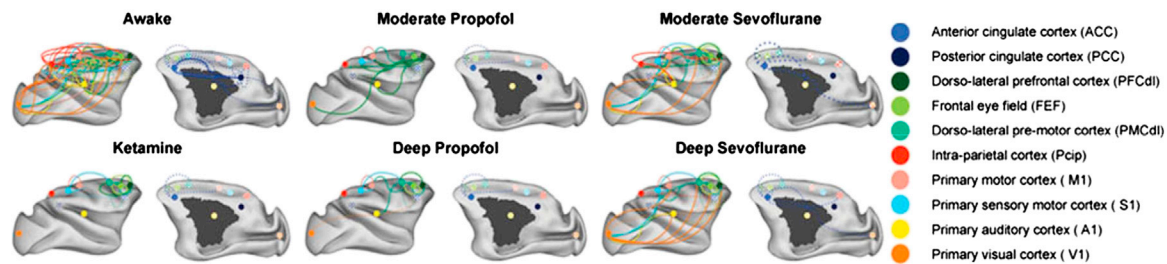 Awake
Moderate Propofol
Moderate Sevoflurane
Ketamine
Deep Propofol
Deep Sevoflurane
Anterior cingulate cortex (ACC)
Posterior cingulate cortex (PCC)
Dorso-lateral prefrontal cortex (PFCdl)
Frontal eye field (FEF)
Dorso-lateral pre-motor cortex (PMCdl)
Intra-parietal cortex (Pcip)
Primary motor cortex ( M1)
Primary sensory motor cortex ( S1)
Primary auditory cortex ( A1)
Primary visual cortex ( V1)